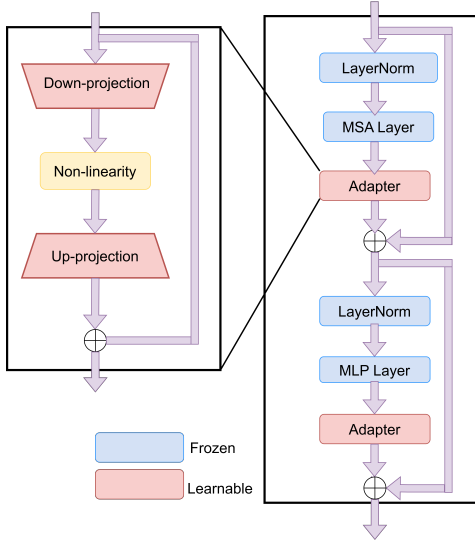 Down-projection
Non-linearity
Up-projection
LayerNorm
MSA Layer
Adapter
LayerNorm
MLP Layer
Adapter
Frozen
Learnable